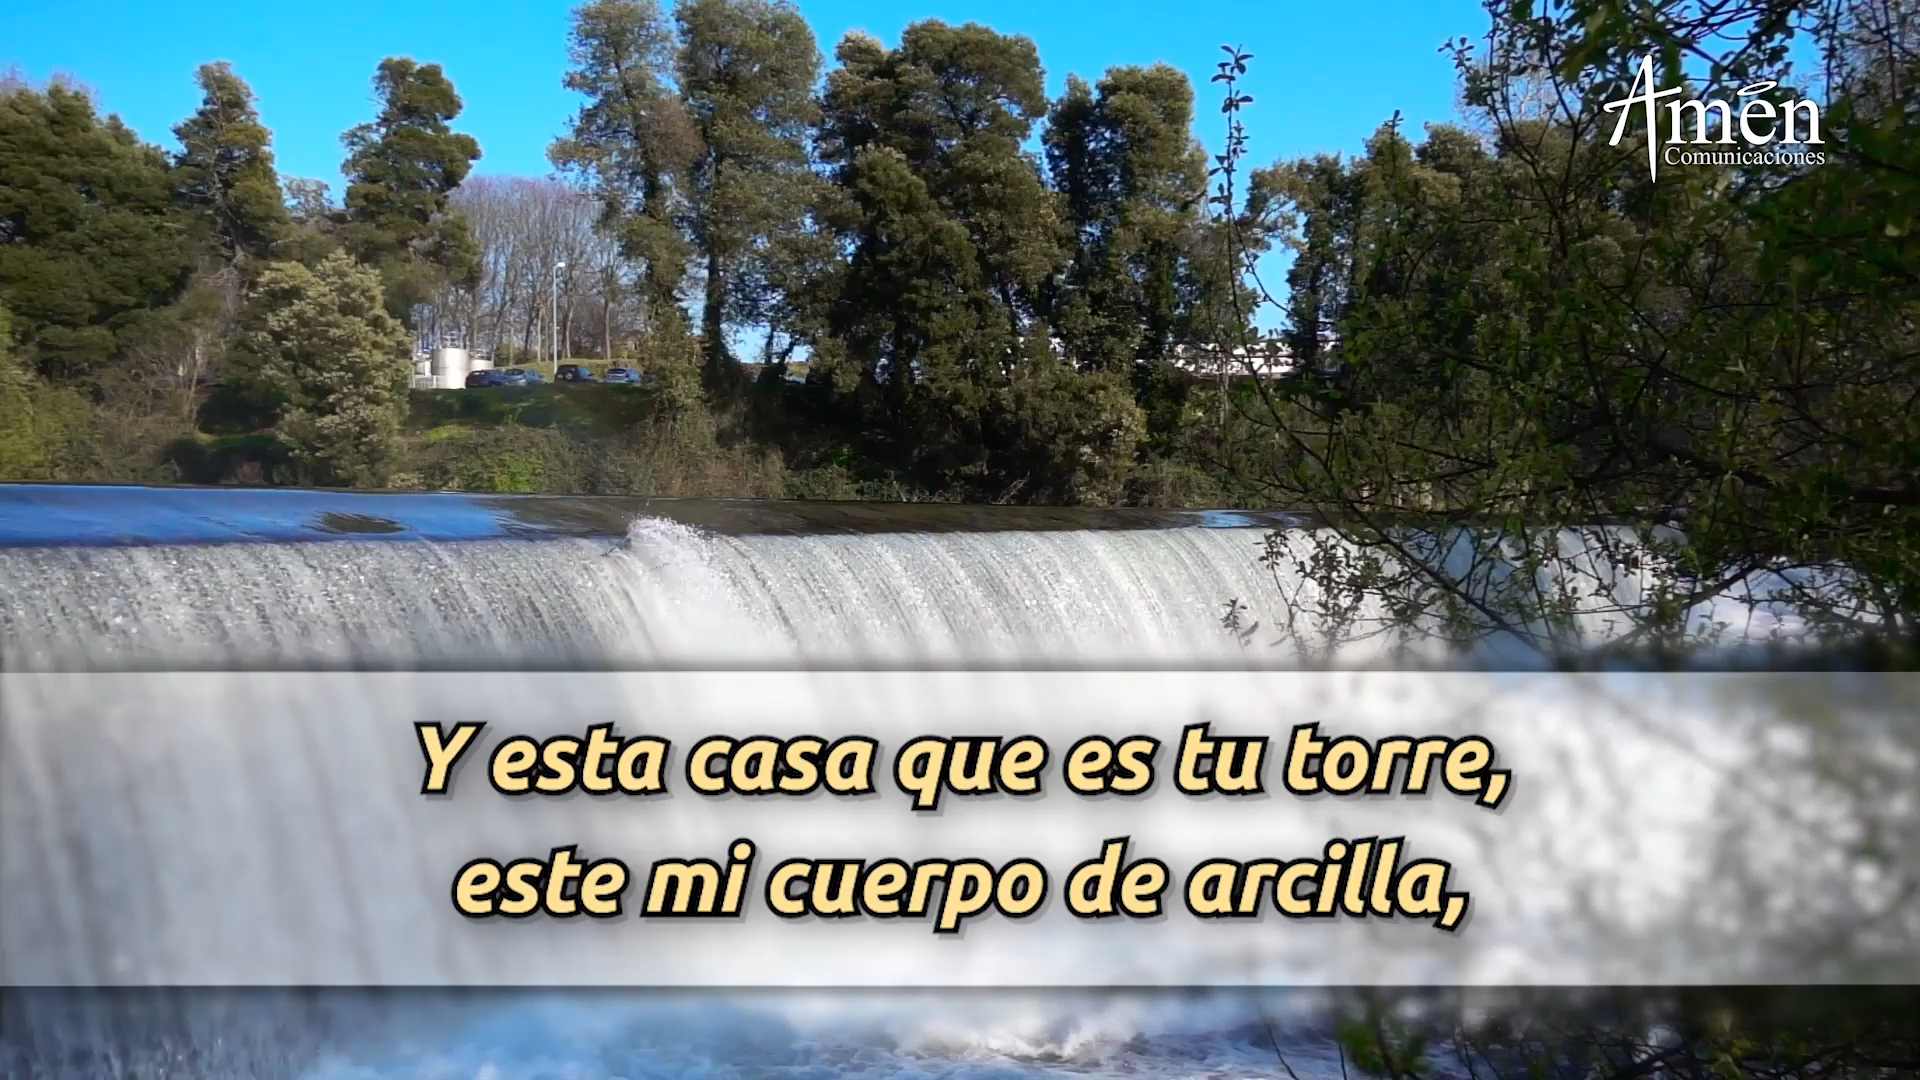 Amén
Comunicaciones
Y esta casa que es tu torre,
este mi cuerpo de arcilla,